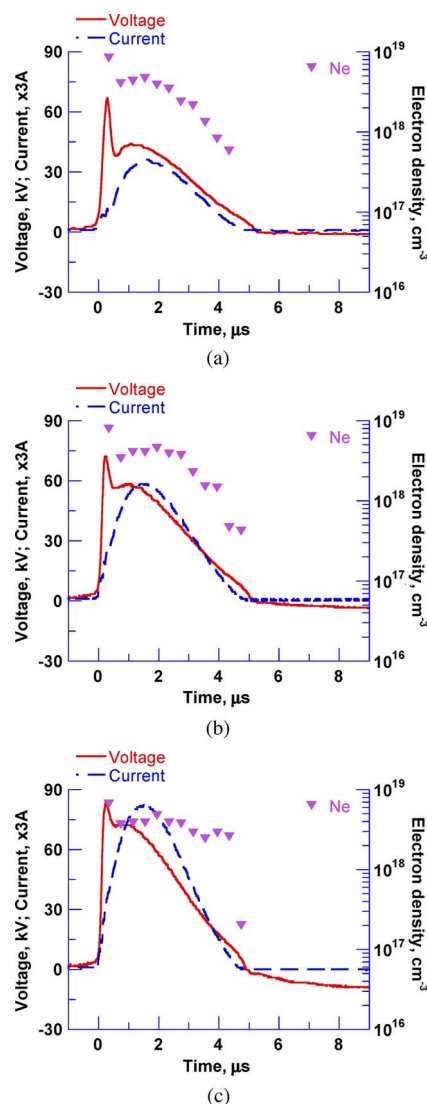 Voltage
Current
Voltage, kV; Current, x3A
90
60
30
0
-30
0 2 4 6 8
Time, μs
Ne
10^19
10^18
10^17
10^16
Electron density, cm^-3
(a)
Voltage
Current
Voltage, kV; Current, x3A
90
60
30
0
-30
0 2 4 6 8
Time, μs
Ne
10^19
10^18
10^17
10^16
Electron density, cm^-3
(b)
Voltage
Current
Voltage, kV; Current, x3A
90
60
30
0
-30
0 2 4 6 8
Time, μs
Ne
10^19
10^18
10^17
10^16
Electron density, cm^-3
(c)